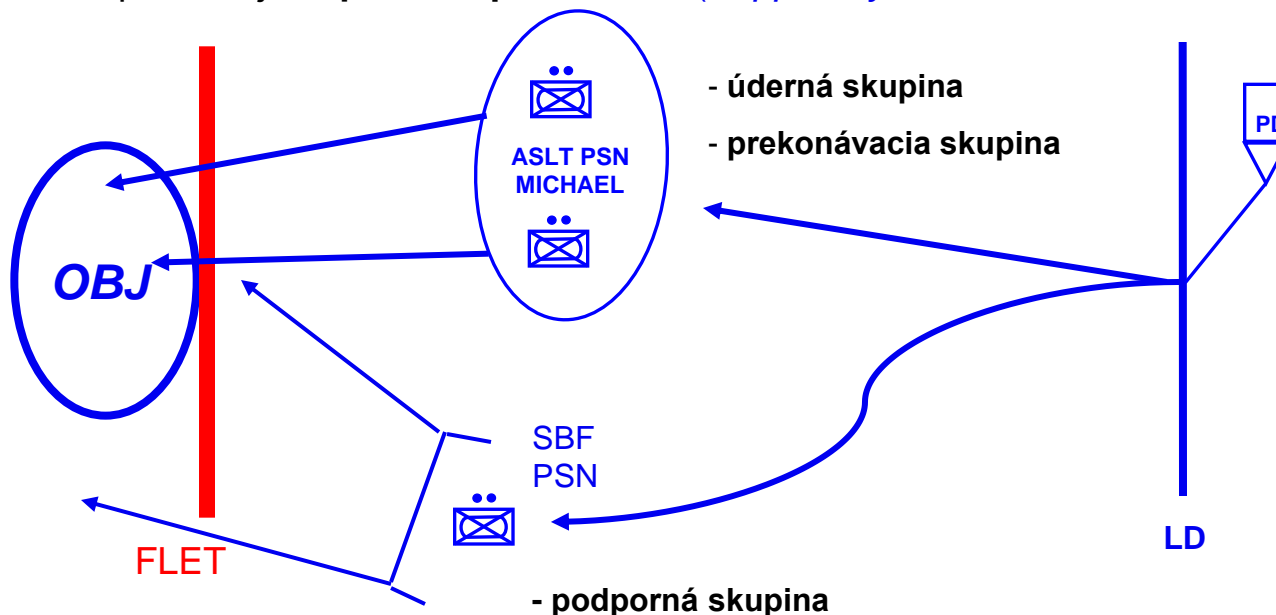 - úderná skupina
- prekonávacia skupina
ASLT PSN
MICHAEL
OBJ
SBF
PSN
FLET
LD
- podporná skupina